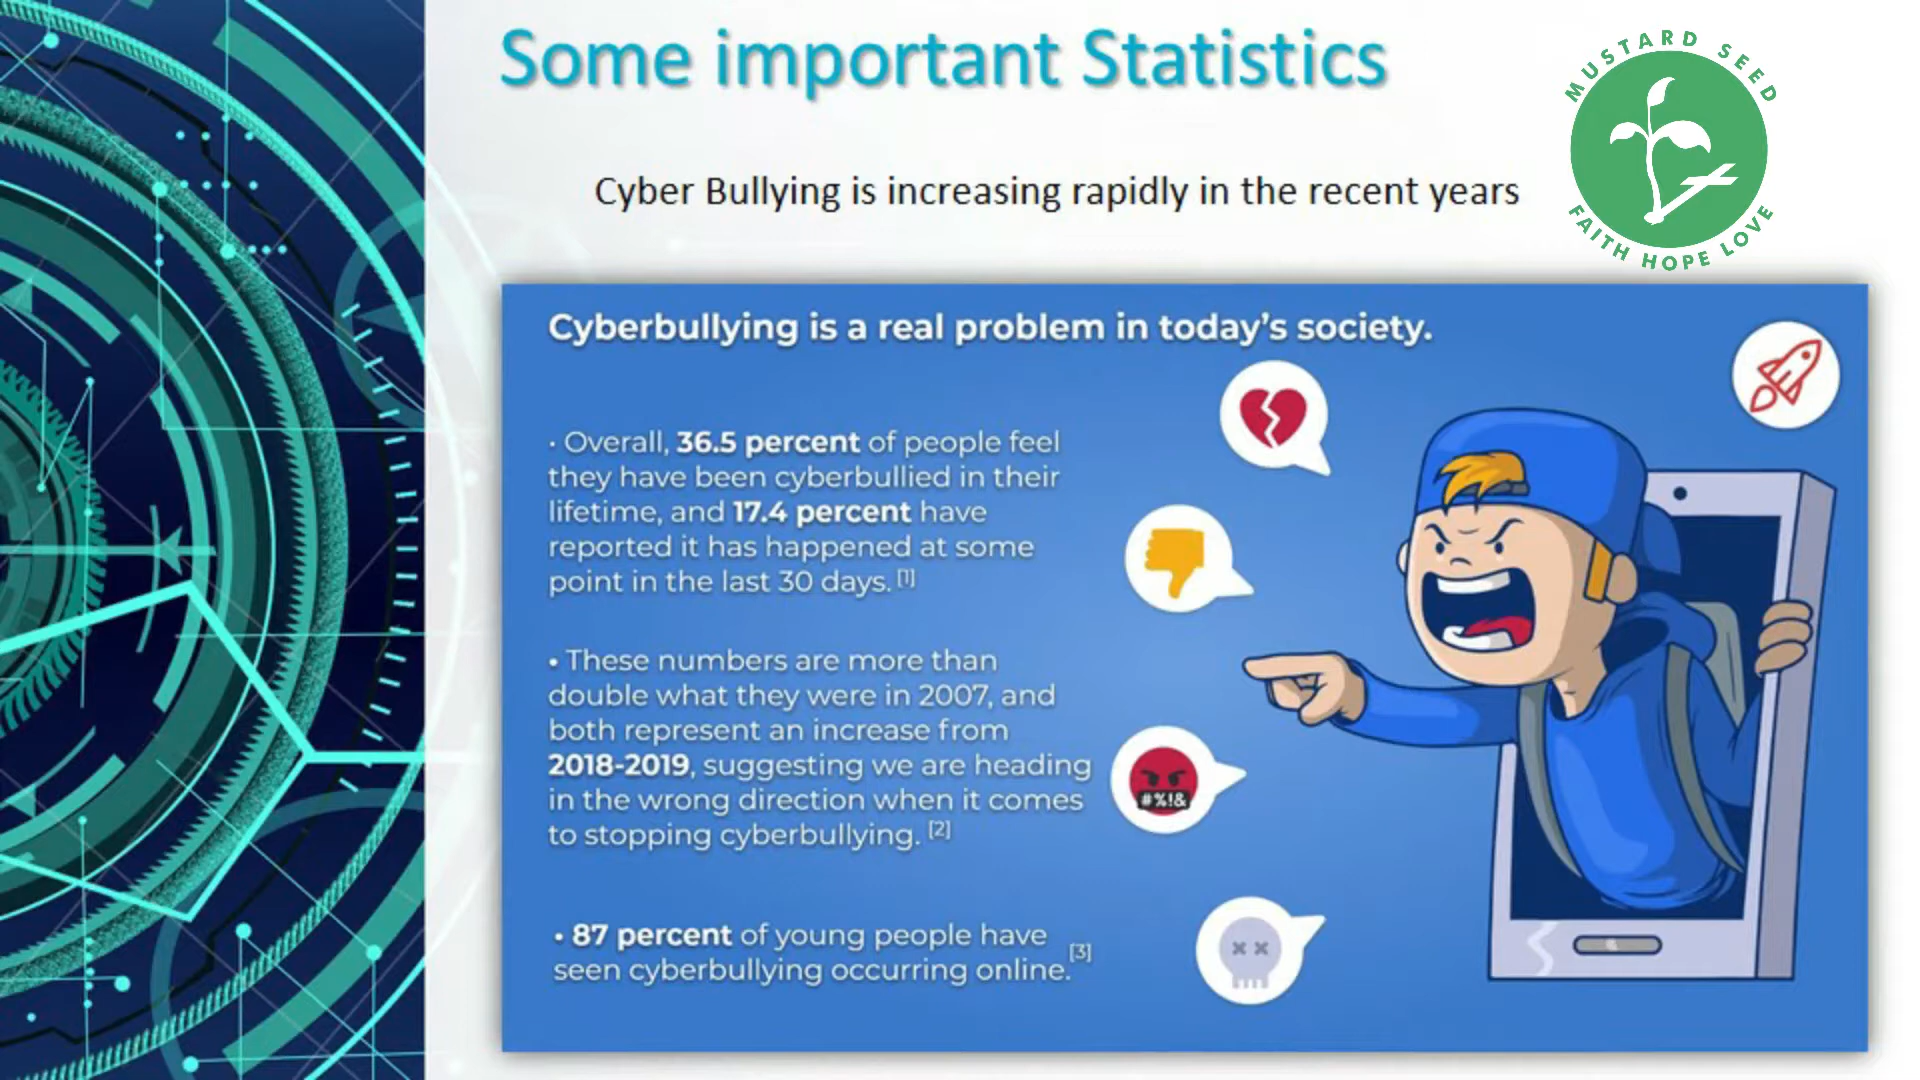 Some important Statistics
MUSTARD SEED
FAITH HOPE LOVE
Cyber Bullying is increasing rapidly in the recent years
Cyberbullying is a real problem in today's society.
· Overall, 36.5 percent of people feel
they have been cyberbullied in their
lifetime, and 17.4 percent have
reported it has happened at some
point in the last 30 days. [1]
• These numbers are more than
double what they were in 2007, and
both represent an increase from
2018-2019, suggesting we are heading
in the wrong direction when it comes
to stopping cyberbullying. [2]
#%!&
• 87 percent of young people have
seen cyberbullying occurring online. [3]